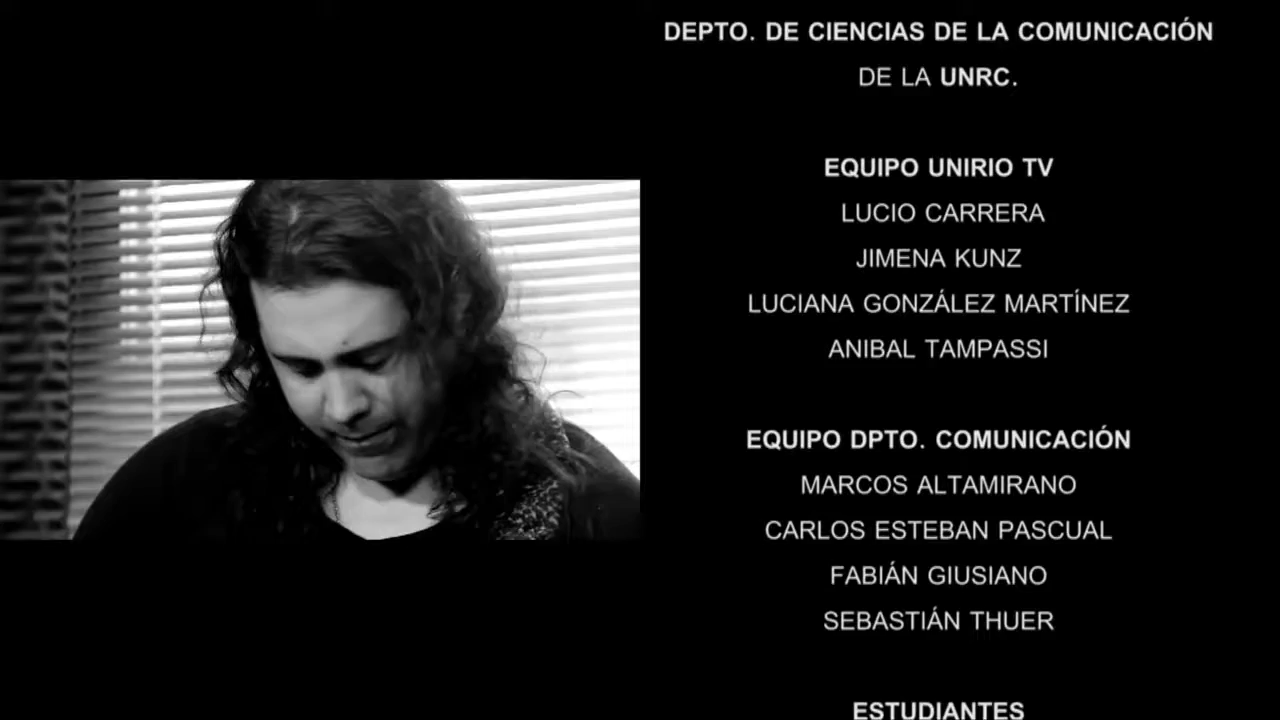 DEPTO. DE CIENCIAS DE LA COMUNICACIÓN
DE LA UNRC.
EQUIPO UNIRIO TV
LUCIO CARRERA
JIMENA KUNZ
LUCIANA GONZÁLEZ MARTÍNEZ
ANIBAL TAMPASSI
EQUIPO DPTO. COMUNICACIÓN
MARCOS ALTAMIRANO
CARLOS ESTEBAN PASCUAL
FABIÁN GIUSIANO
SEBASTIÁN THUER
ESTUDIANTES